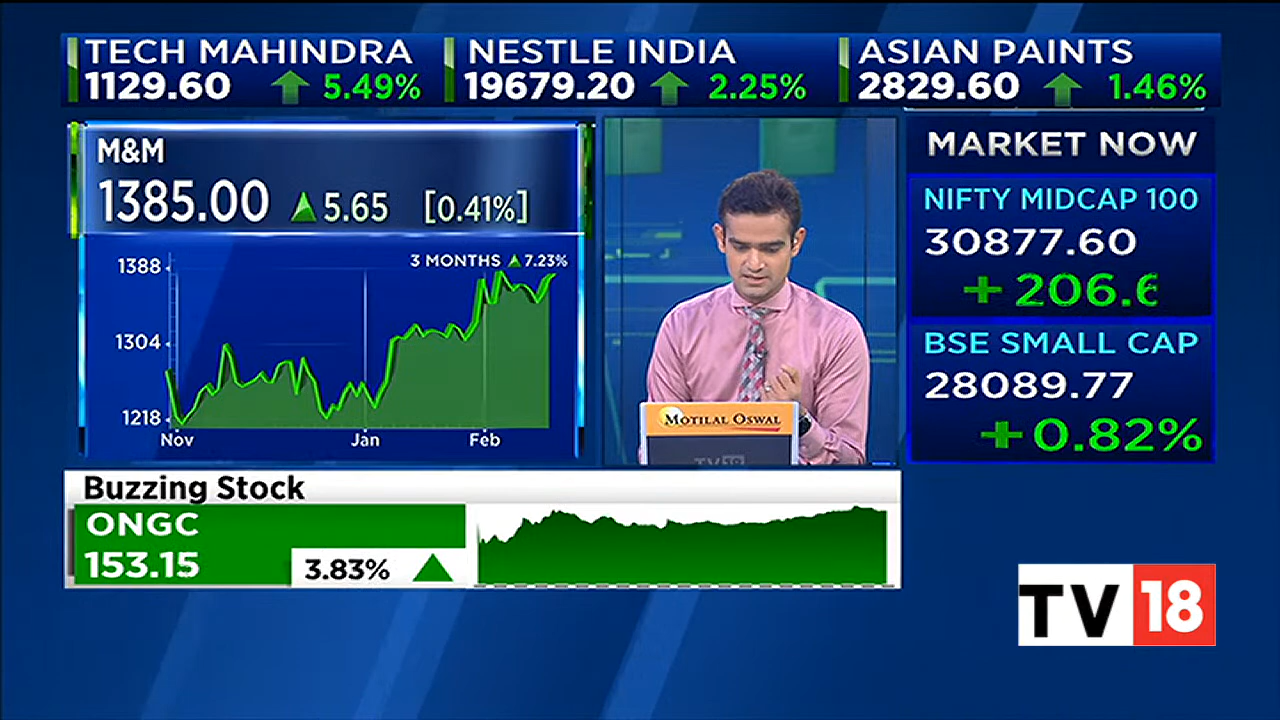 TECH MAHINDRA
1129.60 5.49%
NESTLE INDIA
19679.20 2.25%
ASIAN PAINTS
2829.60 1.46%
M&M
1385.00 5.65 [0.41%]
3 MONTHS 7.23%
1388
1304
1218
Nov Jan Feb
MOTILAL OSWAL
TV18
MARKET NOW
NIFTY MIDCAP 100
30877.60
+ 206.6
BSE SMALL CAP
28089.77
+0.82%
Buzzing Stock
ONGC
153.15
3.83%
TV18